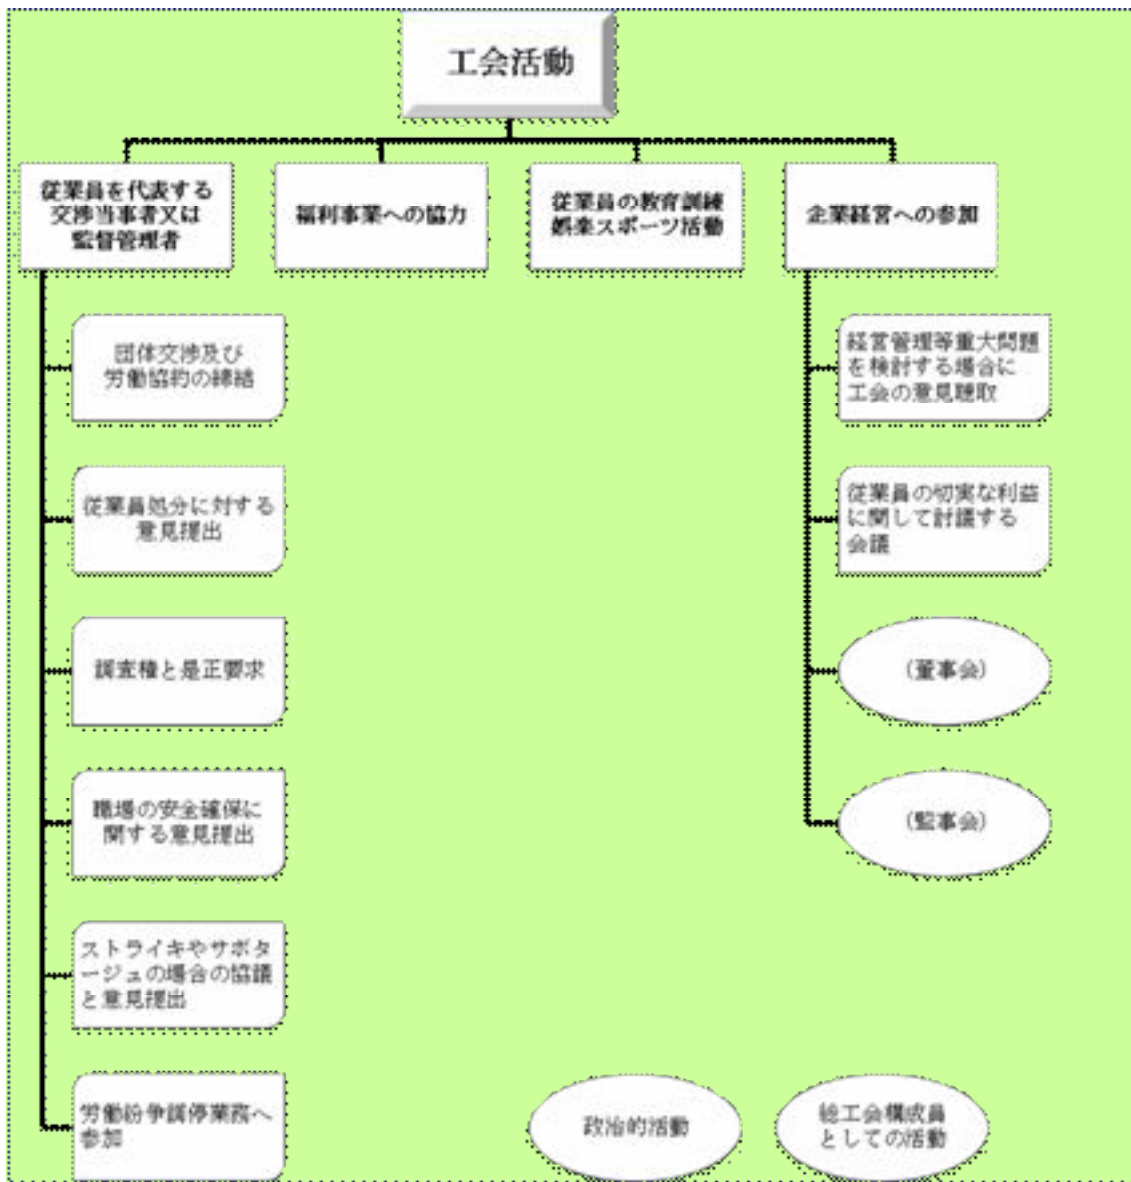 工会活動
従業員を代表する
交渉当事者又は
監督管理者
福利事業への協力
従業員の教育訓練
娯楽スポーツ活動
企業経営への参加
団体交渉及び
労働協約の締結
従業員処分に対する
意見提出
調査権と是正要求
職場の安全確保に
関する意見提出
ストライキやサボタ
ージュの場合の協議
と意見提出
労働紛争調停業務へ
参加
経営管理等重大問題
を検討する場合に
工会の意見聴取
従業員の切実な利益
に関して討議する
会議
(董事会)
(監事会)
政治的活動
総工会構成員
としての活動